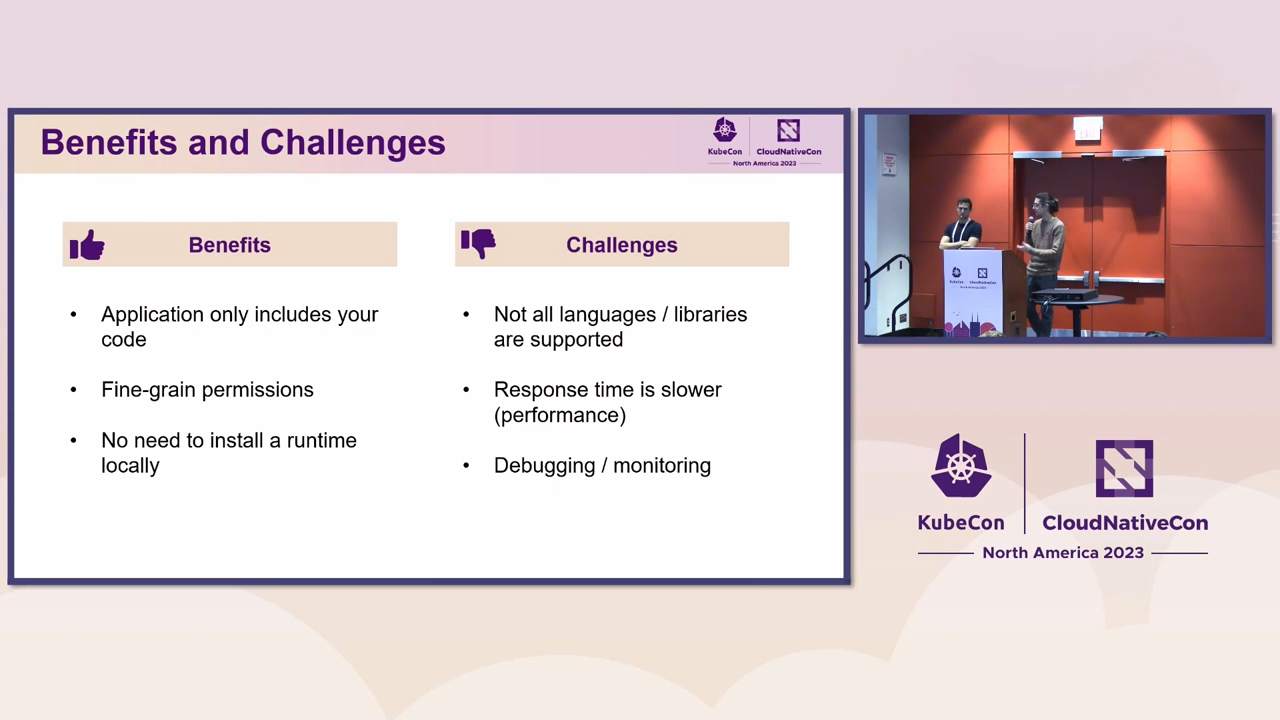 Benefits and Challenges
KubeCon
CloudNativeCon
North America 2023
Benefits
Challenges
• Application only includes your
code
• Fine-grain permissions
• No need to install a runtime
locally
• Not all languages / libraries
are supported
• Response time is slower
(performance)
• Debugging / monitoring
EXIT
KubeCon
CloudNativeCon
North America 2023